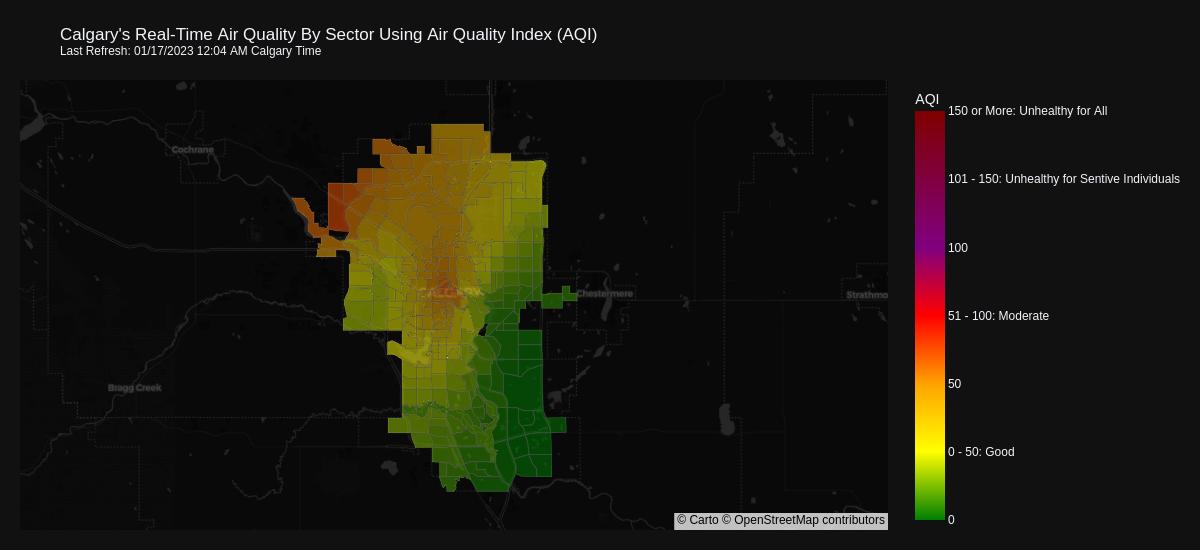 Calgary's Real-Time Air Quality By Sector Using Air Quality Index (AQI)
Last Refresh: 01/17/2023 12:04 AM Calgary Time
AQI
150 or More: Unhealthy for All
Cochrane
101 - 150: Unhealthy for Sentive Individuals
100
Chestermere
Strathmo
51 - 100: Moderate
50
Bragg Creek
0 - 50: Good
0
© Carto © OpenStreetMap contributors